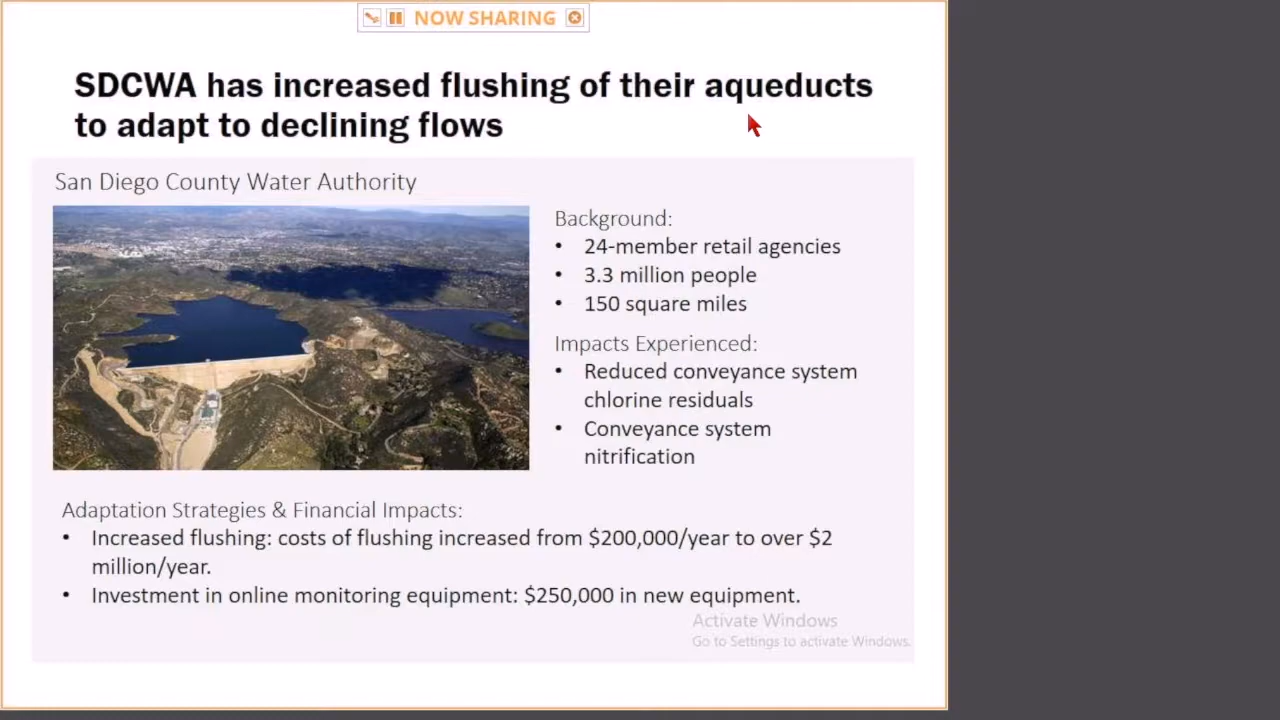 NOW SHARING
SDCWA has increased flushing of their aqueducts
to adapt to declining flows
San Diego County Water Authority
Background:
• 24-member retail agencies
• 3.3 million people
• 150 square miles
Impacts Experienced:
• Reduced conveyance system
chlorine residuals
• Conveyance system
nitrification
Adaptation Strategies & Financial Impacts:
• Increased flushing: costs of flushing increased from $200,000/year to over $2
million/year.
• Investment in online monitoring equipment: $250,000 in new equipment.
Activate Windows
Go to Settings to activate Windows.